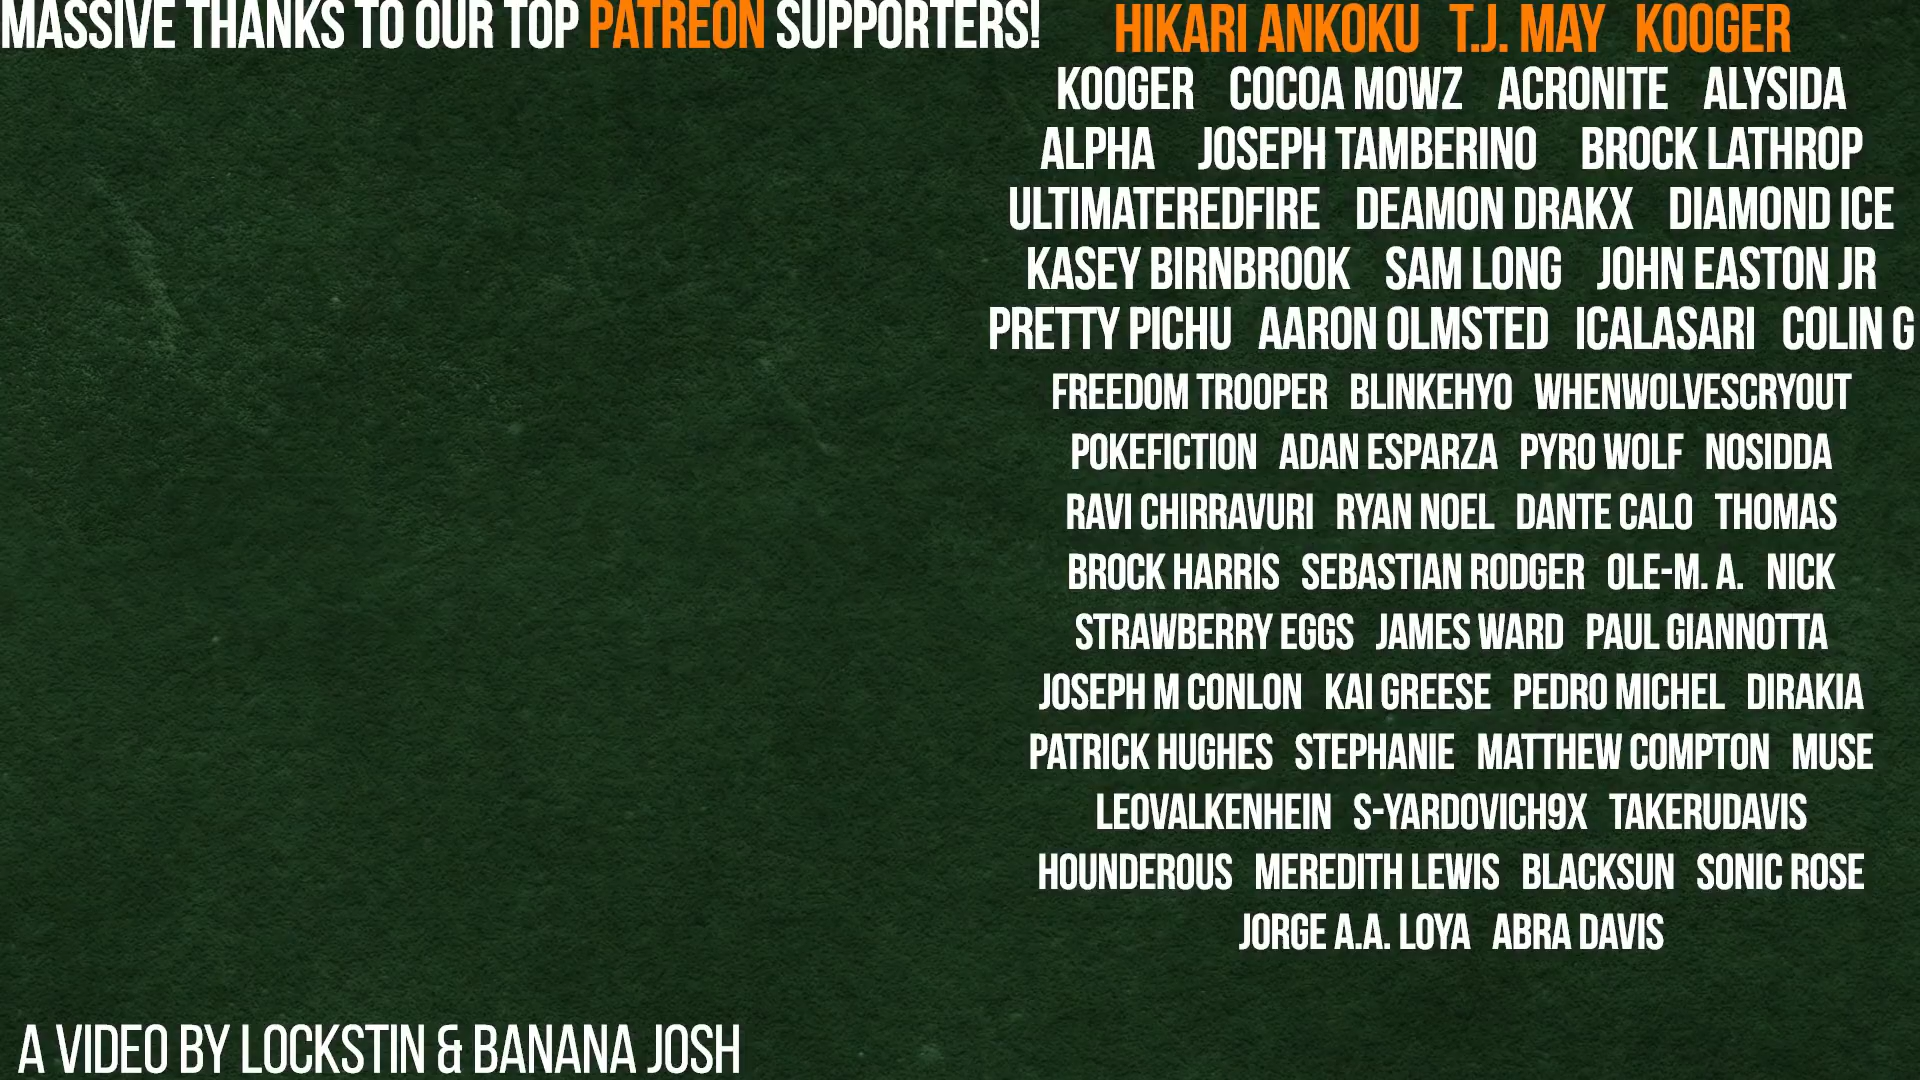 MASSIVE THANKS TO OUR TOP PATREON SUPPORTERS!
HIKARI ANKOKU T.J. MAY KOOGER
KOOGER COCOA MOWZ ACRONITE ALYSIDA
ALPHA JOSEPH TAMBERINO BROCK LATHROP
ULTIMATEREDFIRE DEAMON DRAKX DIAMOND ICE
KASEY BIRNBROOK SAM LONG JOHN EASTON JR
PRETTY PICHU AARON OLMSTED ICALASARI COLIN G
FREEDOM TROOPER BLINKEHYO WHENWOLVESCRYOUT
POKEFICTION ADAN ESPARZA PYRO WOLF NOSIDDA
RAVI CHIRRAVURI RYAN NOEL DANTE CALO THOMAS
BROCK HARRIS SEBASTIAN RODGER OLE-M. A. NICK
STRAWBERRY EGGS JAMES WARD PAUL GIANNOTTA
JOSEPH M CONLON KAI GREESE PEDRO MICHEL DIRAKIA
PATRICK HUGHES STEPHANIE MATTHEW COMPTON MUSE
LEOVALKENHEIN S-YARDOVICH9X TAKERUDAVIS
HOUNDEROUS MEREDITH LEWIS BLACKSUN SONIC ROSE
JORGE A.A. LOYA ABRA DAVIS
A VIDEO BY LOCKSTIN & BANANA JOSH